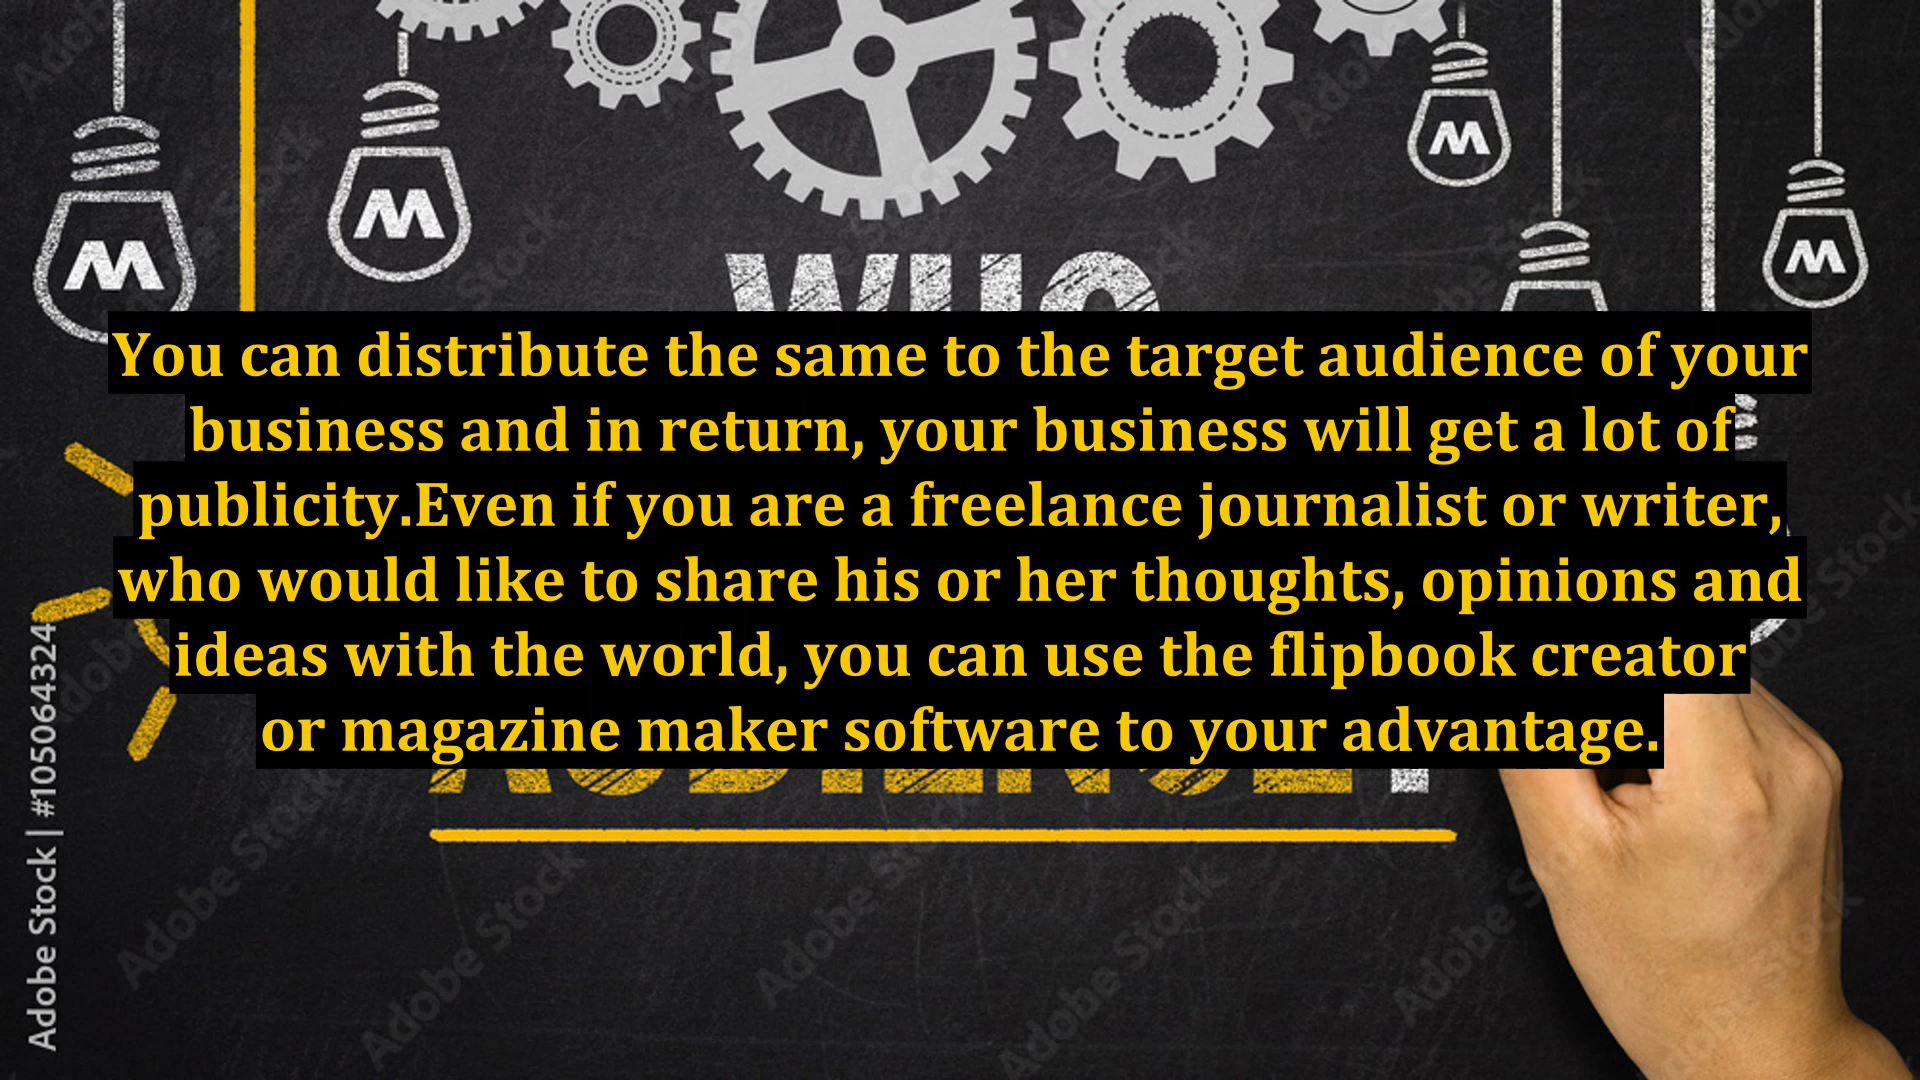 WHO
You can distribute the same to the target audience of your
business and in return, your business will get a lot of
publicity.Even if you are a freelance journalist or writer,
who would like to share his or her thoughts, opinions and
ideas with the world, you can use the flipbook creator
or magazine maker software to your advantage.
AUDIENCE
Adobe Stock | #105064324